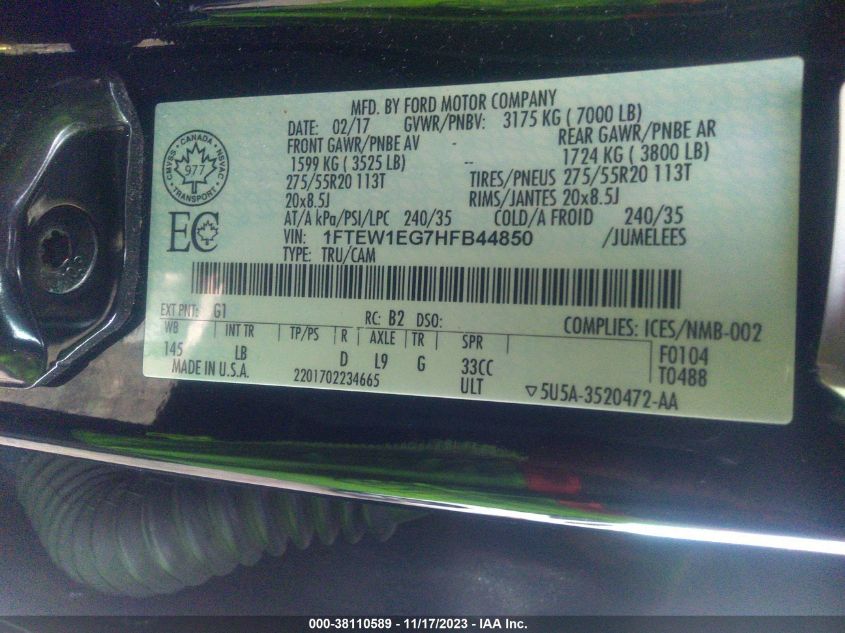 MFD. BY FORD MOTOR COMPANY
DATE: 02/17 GVWR/PNBV: 3175 KG ( 7000 LB)
FRONT GAWR/PNBE AV REAR GAWR/PNBE AR
1599 KG ( 3525 LB) -- 1724 KG ( 3800 LB)
275/55R20 113T TIRES/PNEUS 275/55R20 113T
20x8.5J RIMS/JANTES 20x8.5J
AT/A kPa/PSI/LPC 240/35 COLD/A FROID 240/35
VIN: 1FTEW1EG7HFB44850 /JUMELEES
TYPE: TRU/CAM
CANADA
CMVSS NSVAC
977
TRANSPORT
EC
EXT PNT: G1 RC: B2 DSO: COMPLIES: ICES/NMB-002
WB INT TR TP/PS R AXLE TR SPR F0104
145 LB D L9 G 33CC T0488
MADE IN U.S.A. 2201702234665 ULT ▽5U5A-3520472-AA
000-38110589 - 11/17/2023 - IAA Inc.